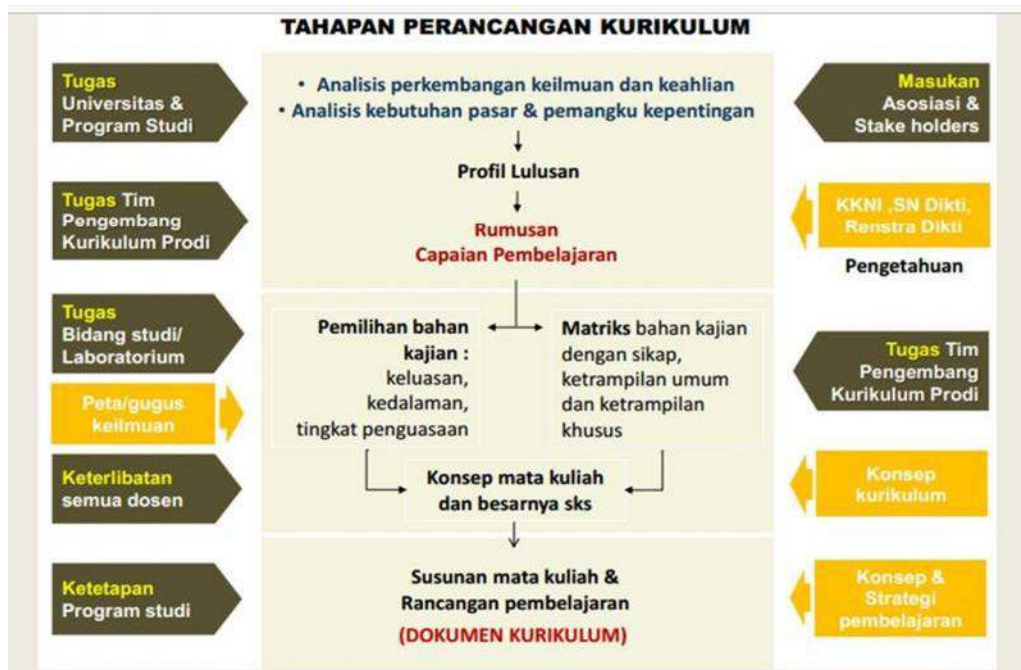 TAHAPAN PERANCANGAN KURIKULUM
Tugas
Universitas &
Program Studi
• Analisis perkembangan keilmuan dan keahlian
• Analisis kebutuhan pasar & pemangku kepentingan
Masukan
Asosiasi &
Stake holders
Profil Lulusan
Tugas Tim
Pengembang
Kurikulum Prodi
Rumusan
Capaian Pembelajaran
KKNI ,SN Dikti,
Renstra Dikti
Pengetahuan
Tugas
Bidang studi/
Laboratorium
Peta/gugus
keilmuan
Pemilihan bahan
kajian :
keluasan,
kedalaman,
tingkat penguasaan
Matriks bahan kajian
dengan sikap,
ketrampilan umum
dan ketrampilan
khusus
Tugas Tim
Pengembang
Kurikulum Prodi
Keterlibatan
semua dosen
Konsep mata kuliah
dan besarnya sks
Konsep
kurikulum
Ketetapan
Program studi
Susunan mata kuliah &
Rancangan pembelajaran
(DOKUMEN KURIKULUM)
Konsep &
Strategi
pembelajaran